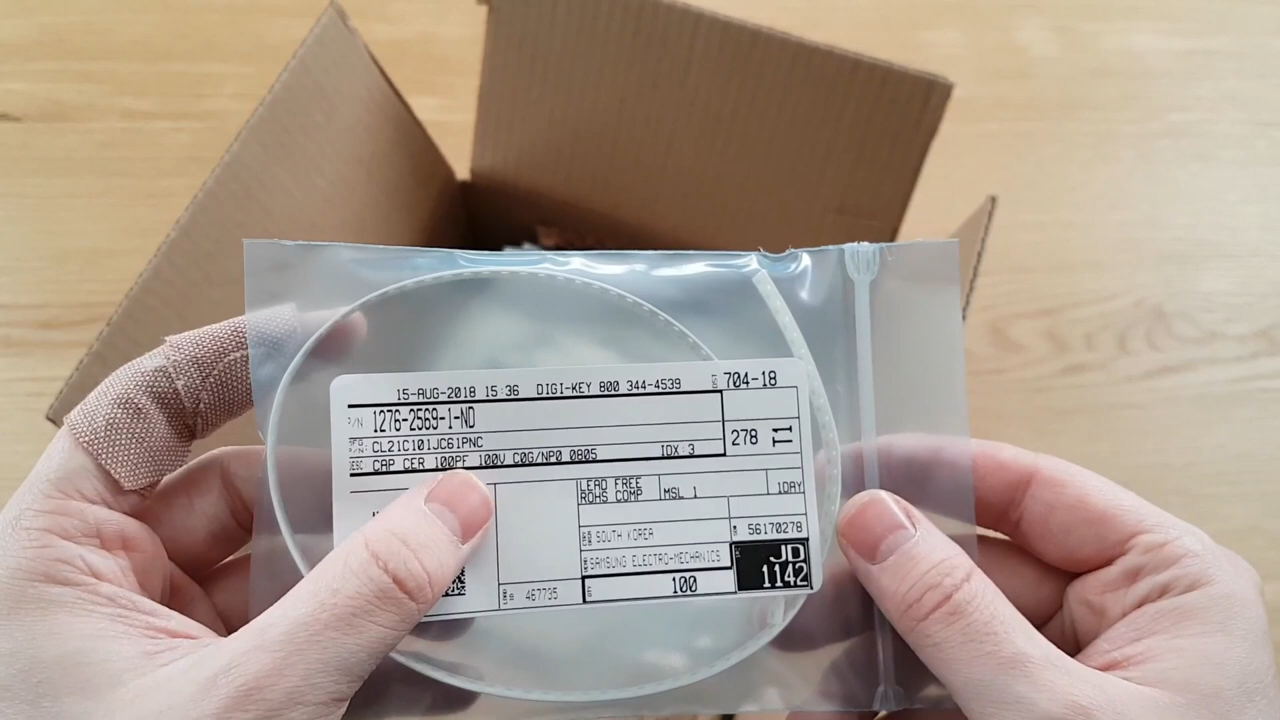 15-AUG-2018 15:36 DIGI-KEY 800 344-4539 704-18
P/N 1276-2569-1-ND
CL21C101JC61PNC
278 T1
DESC CAP CER 100PF 100V C0G/NP0 0805 IDX: 3
LEAD FREE
ROHS COMP MSL 1 1DAY
SOUTH KOREA 56170278
SAMSUNG ELECTRO-MECHANICS JD
467735 100 1142